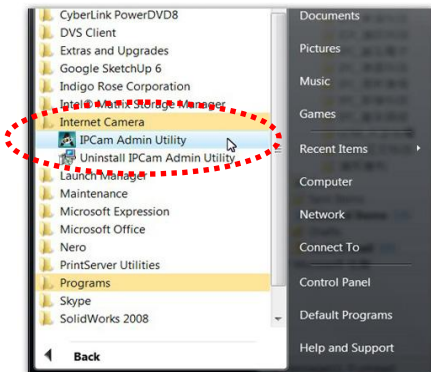 CyberLink PowerDVD8
DVS Client
Extras and Upgrades
Google SketchUp 6
Indigo Rose Corporation
Intel® Matrix Storage Manager
Internet Camera
IPCam Admin Utility
Uninstall IPCam Admin Utility
Launch Manager
Maintenance
Microsoft Expression
Microsoft Office
Nero
PrintServer Utilities
Programs
Skype
SolidWorks 2008
Back
Documents
Pictures
Music
Games
Recent Items
Computer
Network
Connect To
Control Panel
Default Programs
Help and Support